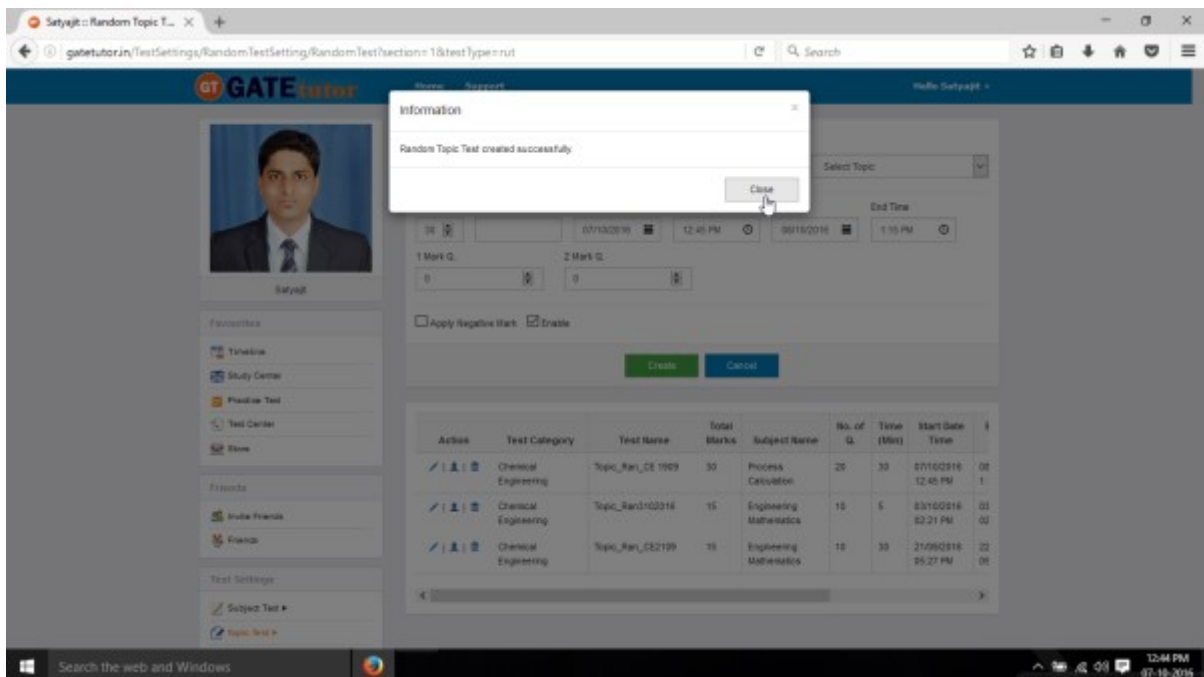 Satyajit :: Random Topic T...
gatetutor.in/TestSettings/RandomTestSetting/RandomTest?section=1&testType=rut
Search
GT GATEtutor
Home Support
Hello Satyajit
Information
Random Topic Test created successfully
Close
Select Topic
End Time
30 07/10/2016 12:45 PM 08/10/2016 1:15 PM
1 Mark Q. 2 Mark Q.
0 0
Satyajit
Apply Negative Mark Enable
Create Cancel
Favourites
Timeline
Study Center
Practice Test
Test Center
Store
Friends
Invite Friends
Friends
Test Settings
Subject Test
Topic Test
Action Test Category Test Name Total Marks Subject Name No. of Q. Time (Min) Start Date Time
Chemical Engineering Topic_Ran_CE 1909 30 Process Calculation 20 30 07/10/2016 12:45 PM
Chemical Engineering Topic_Ran3102016 15 Engineering Mathematics 10 5 03/10/2016 02:21 PM
Chemical Engineering Topic_Ran_CE2109 15 Engineering Mathematics 10 30 21/09/2016 05:27 PM
Search the web and Windows
12:44 PM
07-10-2016